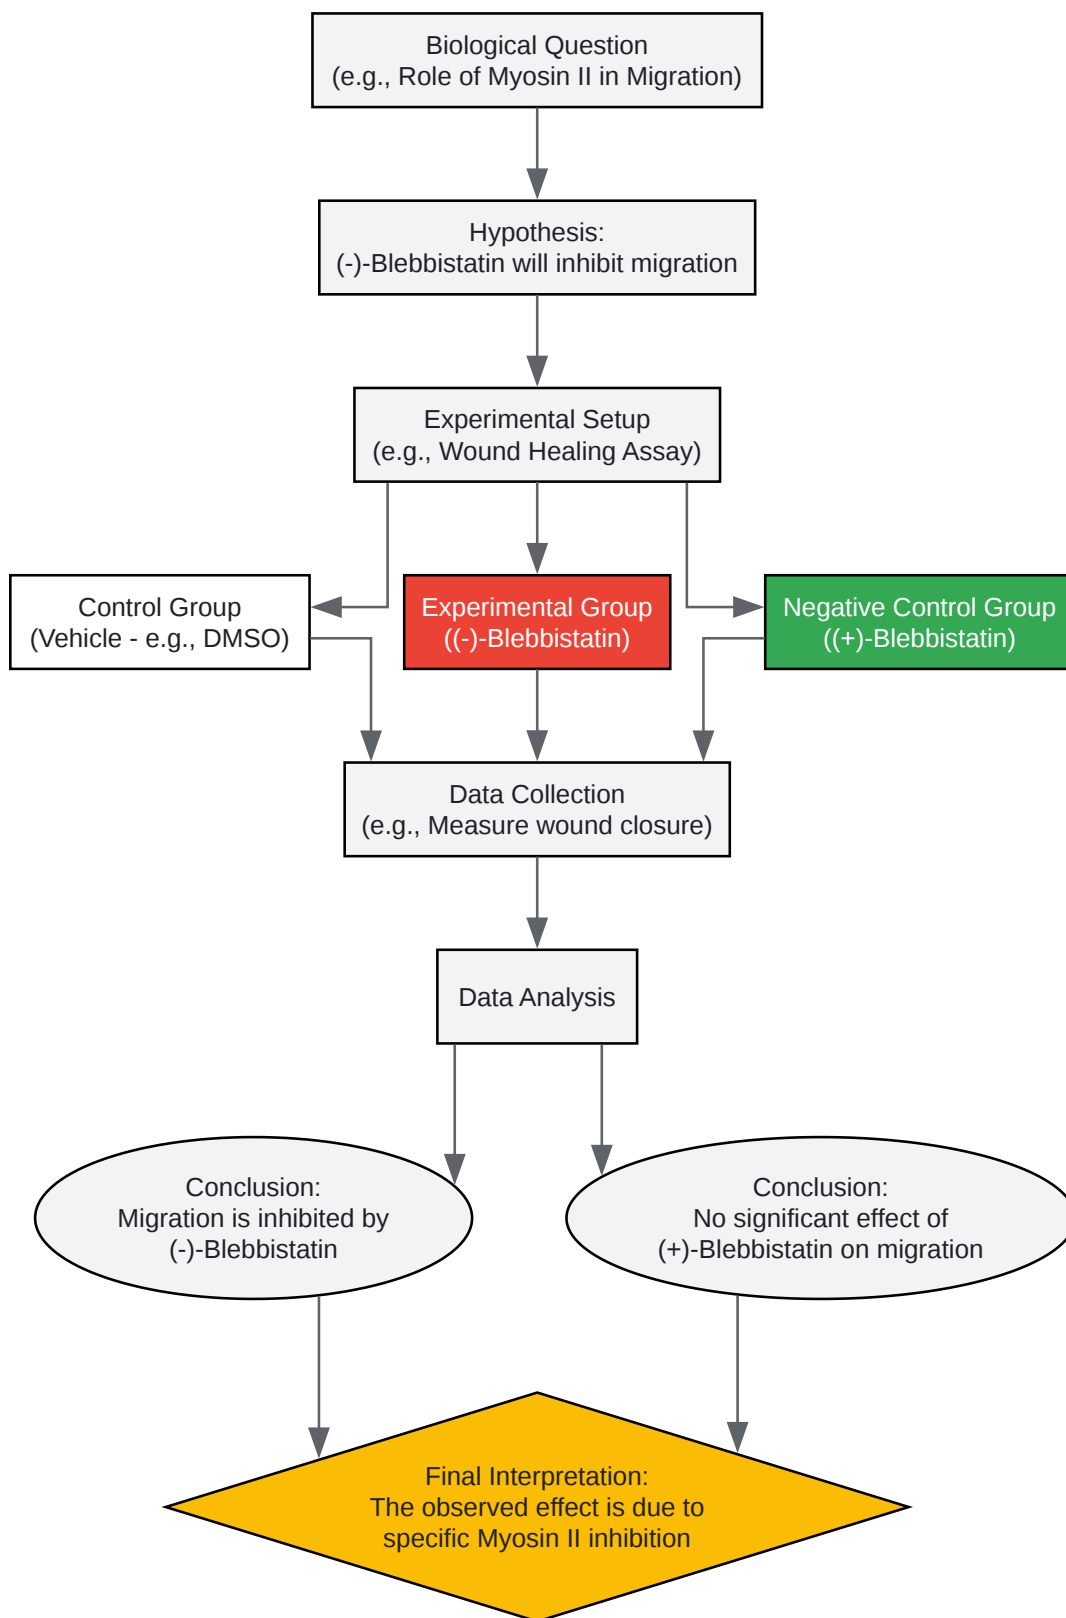 Biological Question
(e.g., Role of Myosin II in Migration)
Hypothesis:
(-)-Blebbistatin will inhibit migration
Experimental Setup
(e.g., Wound Healing Assay)
Control Group
(Vehicle - e.g., DMSO)
Experimental Group
((-)-Blebbistatin)
Negative Control Group
((+)-Blebbistatin)
Data Collection
(e.g., Measure wound closure)
Data Analysis
Conclusion:
Migration is inhibited by
(-)-Blebbistatin
Conclusion:
No significant effect of
(+)-Blebbistatin on migration
Final Interpretation:
The observed effect is due to
specific Myosin II inhibition